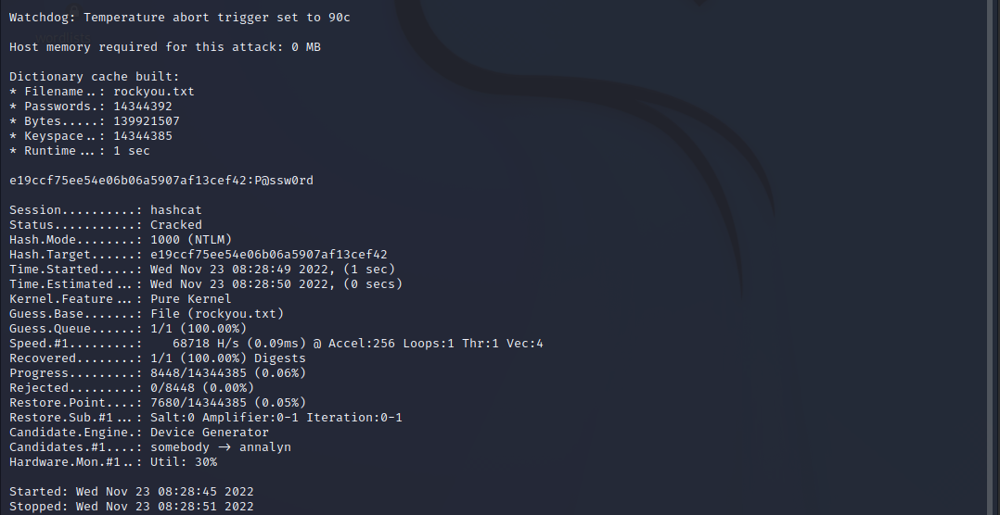 Watchdog: Temperature abort trigger set to 90c
Host memory required for this attack: 0 MB
Dictionary cache built:
* Filename..: rockyou.txt
* Passwords.: 14344392
* Bytes.....: 139921507
* Keyspace..: 14344385
* Runtime...: 1 sec
e19ccf75ee54e06b06a5907af13cef42:P@ssw0rd
Session..........: hashcat
Status...........: Cracked
Hash.Mode........: 1000 (NTLM)
Hash.Target......: e19ccf75ee54e06b06a5907af13cef42
Time.Started.....: Wed Nov 23 08:28:49 2022, (1 sec)
Time.Estimated...: Wed Nov 23 08:28:50 2022, (0 secs)
Kernel.Feature...: Pure Kernel
Guess.Base.......: File (rockyou.txt)
Guess.Queue......: 1/1 (100.00%)
Speed.#1.........:    68718 H/s (0.09ms) @ Accel:256 Loops:1 Thr:1 Vec:4
Recovered........: 1/1 (100.00%) Digests
Progress.........: 8448/14344385 (0.06%)
Rejected.........: 0/8448 (0.00%)
Restore.Point....: 7680/14344385 (0.05%)
Restore.Sub.#1...: Salt:0 Amplifier:0-1 Iteration:0-1
Candidate.Engine.: Device Generator
Candidates.#1....: somebody -> annalyn
Hardware.Mon.#1..: Util: 30%
Started: Wed Nov 23 08:28:45 2022
Stopped: Wed Nov 23 08:28:51 2022